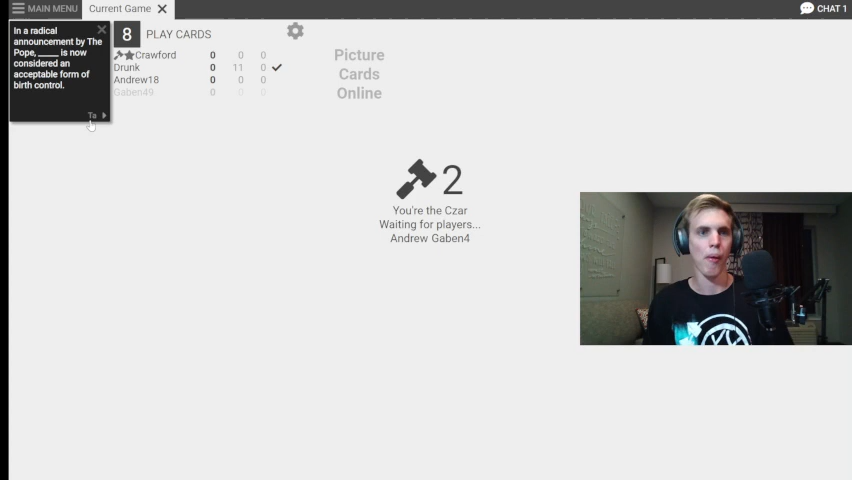 MAIN MENU
Current Game
CHAT 1
In a radical
announcement by The
Pope, _____ is now
considered an
acceptable form of
birth control.
8 PLAY CARDS
Crawford 0 0 0
Drunk 0 11 0
Andrew18 0 0 0
Gaben49 0 0 0
Picture
Cards
Online
2
You're the Czar
Waiting for players...
Andrew Gaben4